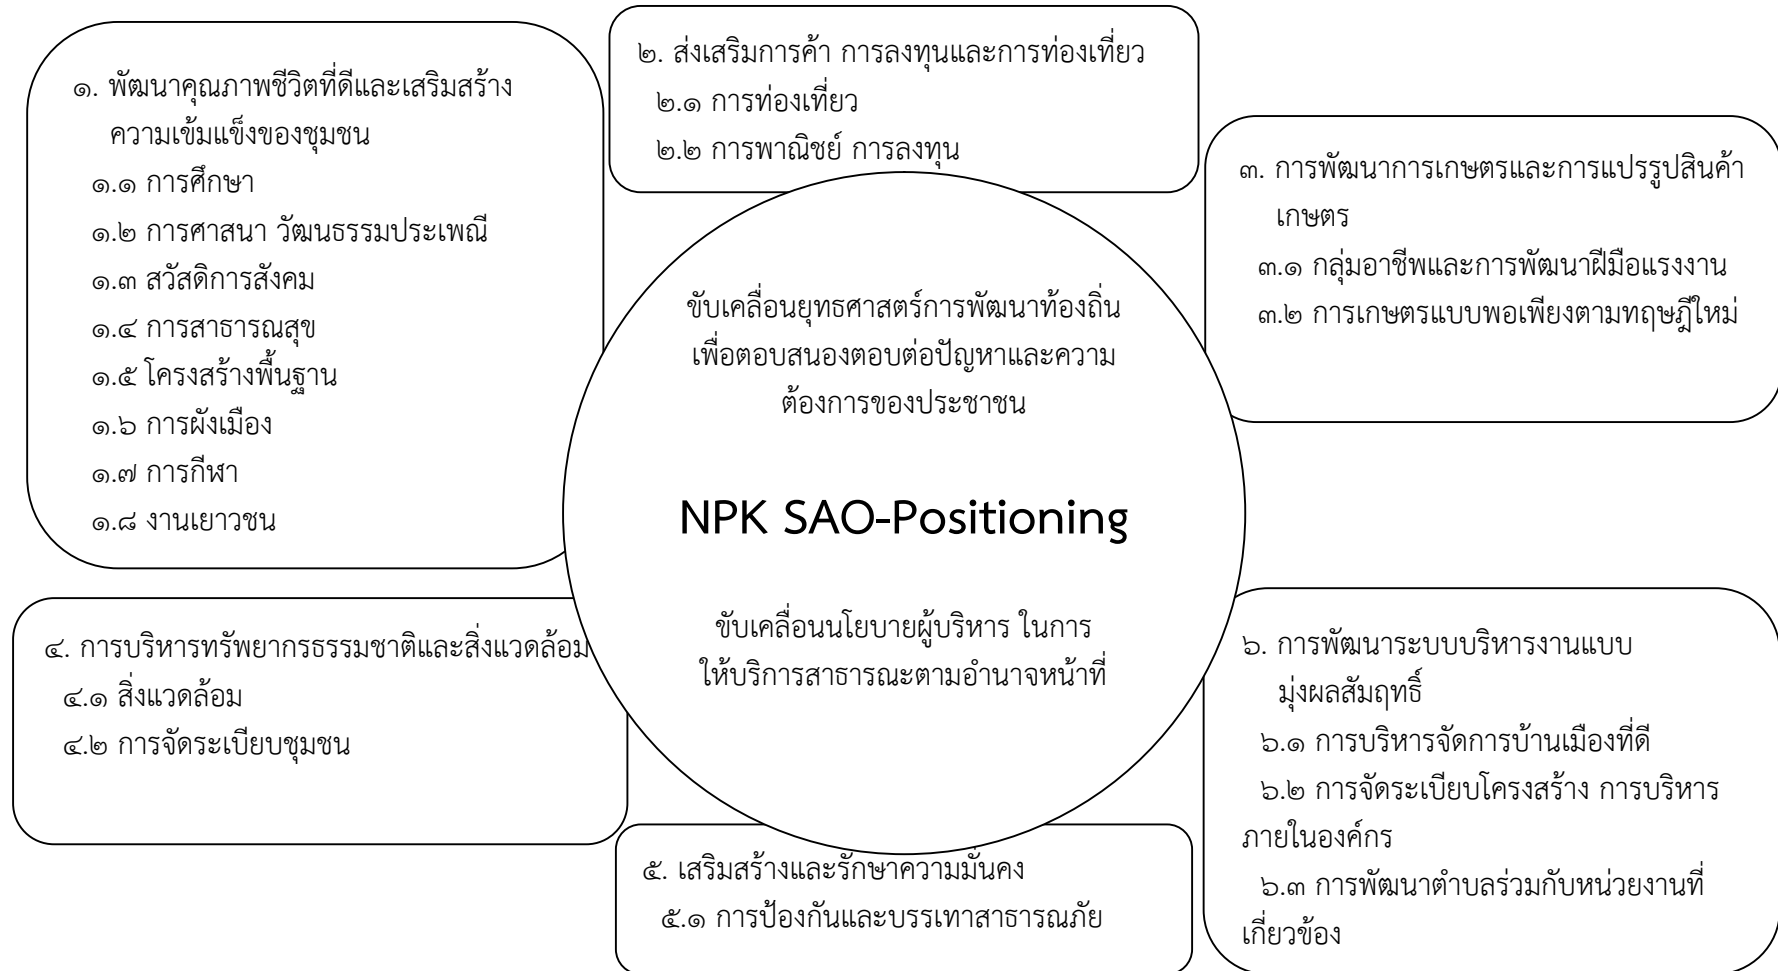 ๑. พัฒนาคุณภาพชีวิตที่ดีและเสริมสร้าง
ความเข้มแข็งของชุมชน
๑.๑ การศึกษา
๑.๒ การศาสนา วัฒนธรรมประเพณี
๑.๓ สวัสดิการสังคม
๑.๔ การสาธารณสุข
๑.๕ โครงสร้างพื้นฐาน
๑.๖ การผังเมือง
๑.๗ การกีฬา
๑.๘ งานเยาวชน
๒. ส่งเสริมการค้า การลงทุนและการท่องเที่ยว
๒.๑ การท่องเที่ยว
๒.๒ การพาณิชย์ การลงทุน
๓. การพัฒนาการเกษตรและการแปรรูปสินค้า
เกษตร
๓.๑ กลุ่มอาชีพและการพัฒนาฝีมือแรงงาน
๓.๒ การเกษตรแบบพอเพียงตามทฤษฎีใหม่
ขับเคลื่อนยุทธศาสตร์การพัฒนาท้องถิ่น
เพื่อตอบสนองตอบต่อปัญหาและความ
ต้องการของประชาชน
NPK SAO-Positioning
ขับเคลื่อนนโยบายผู้บริหาร ในการ
ให้บริการสาธารณะตามอำนาจหน้าที่
๔. การบริหารทรัพยากรธรรมชาติและสิ่งแวดล้อม
๔.๑ สิ่งแวดล้อม
๔.๒ การจัดระเบียบชุมชน
๕. เสริมสร้างและรักษาความมั่นคง
๕.๑ การป้องกันและบรรเทาสาธารณภัย
๖. การพัฒนาระบบบริหารงานแบบ
มุ่งผลสัมฤทธิ์
๖.๑ การบริหารจัดการบ้านเมืองที่ดี
๖.๒ การจัดระเบียบโครงสร้าง การบริหาร
ภายในองค์กร
๖.๓ การพัฒนาตำบลร่วมกับหน่วยงานที่
เกี่ยวข้อง